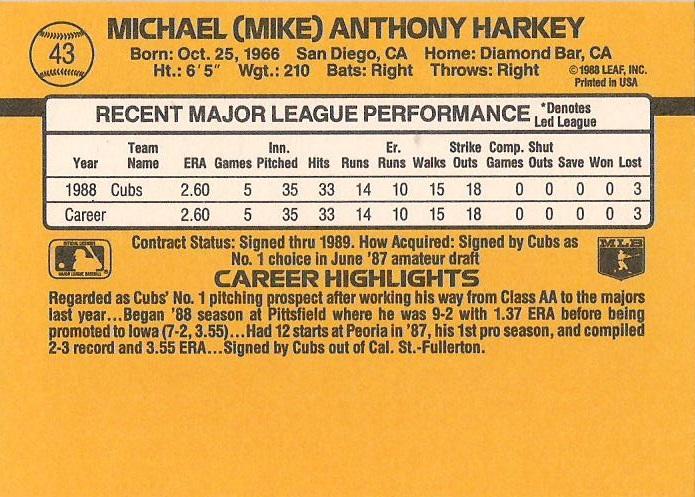 43
MICHAEL (MIKE) ANTHONY HARKEY
Born: Oct. 25, 1966 San Diego, CA Home: Diamond Bar, CA
Ht.: 6'5" Wgt.: 210 Bats: Right Throws: Right
©1988 LEAF, INC.
Printed in USA
RECENT MAJOR LEAGUE PERFORMANCE *Denotes
Led League
Team Inn. Er. Strike Comp. Shut
Year Name ERA Games Pitched Hits Runs Runs Walks Outs Games Outs Save Won Lost
1988 Cubs 2.60 5 35 33 14 10 15 18 0 0 0 0 3
Career 2.60 5 35 33 14 10 15 18 0 0 0 0 3
OFFICIAL LICENSEE
MAJOR LEAGUE BASEBALL
Contract Status: Signed thru 1989. How Acquired: Signed by Cubs as
No. 1 choice in June '87 amateur draft
MLB
CAREER HIGHLIGHTS
Regarded as Cubs' No. 1 pitching prospect after working his way from Class AA to the majors
last year...Began '88 season at Pittsfield where he was 9-2 with 1.37 ERA before being
promoted to Iowa (7-2, 3.55)...Had 12 starts at Peoria in '87, his 1st pro season, and compiled
2-3 record and 3.55 ERA...Signed by Cubs out of Cal. St.-Fullerton.